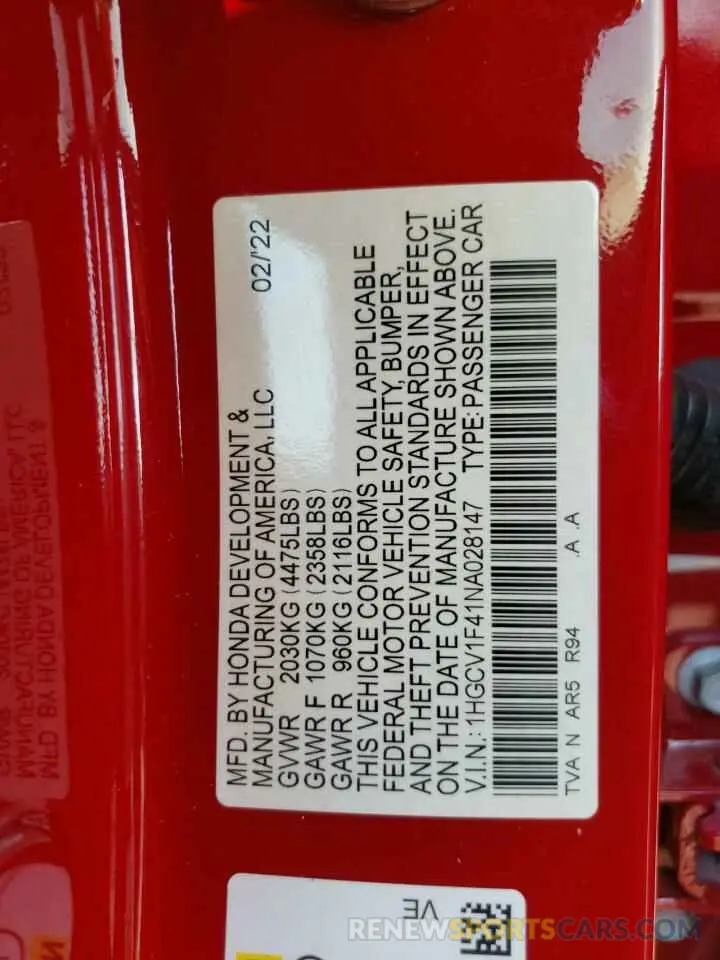 MFD. BY HONDA DEVELOPMENT &
MANUFACTURING OF AMERICA, LLC 02/'22
GVWR 2030KG (4475LBS)
GAWR F 1070KG (2358LBS)
GAWR R 960KG (2116LBS)
THIS VEHICLE CONFORMS TO ALL APPLICABLE
FEDERAL MOTOR VEHICLE SAFETY, BUMPER,
AND THEFT PREVENTION STANDARDS IN EFFECT
ON THE DATE OF MANUFACTURE SHOWN ABOVE.
V.I.N.: 1HGCV1F41NA028147 TYPE: PASSENGER CAR
TVA N AR5 R94 .A .A
VE
RENEWSPORTSCARS.COM